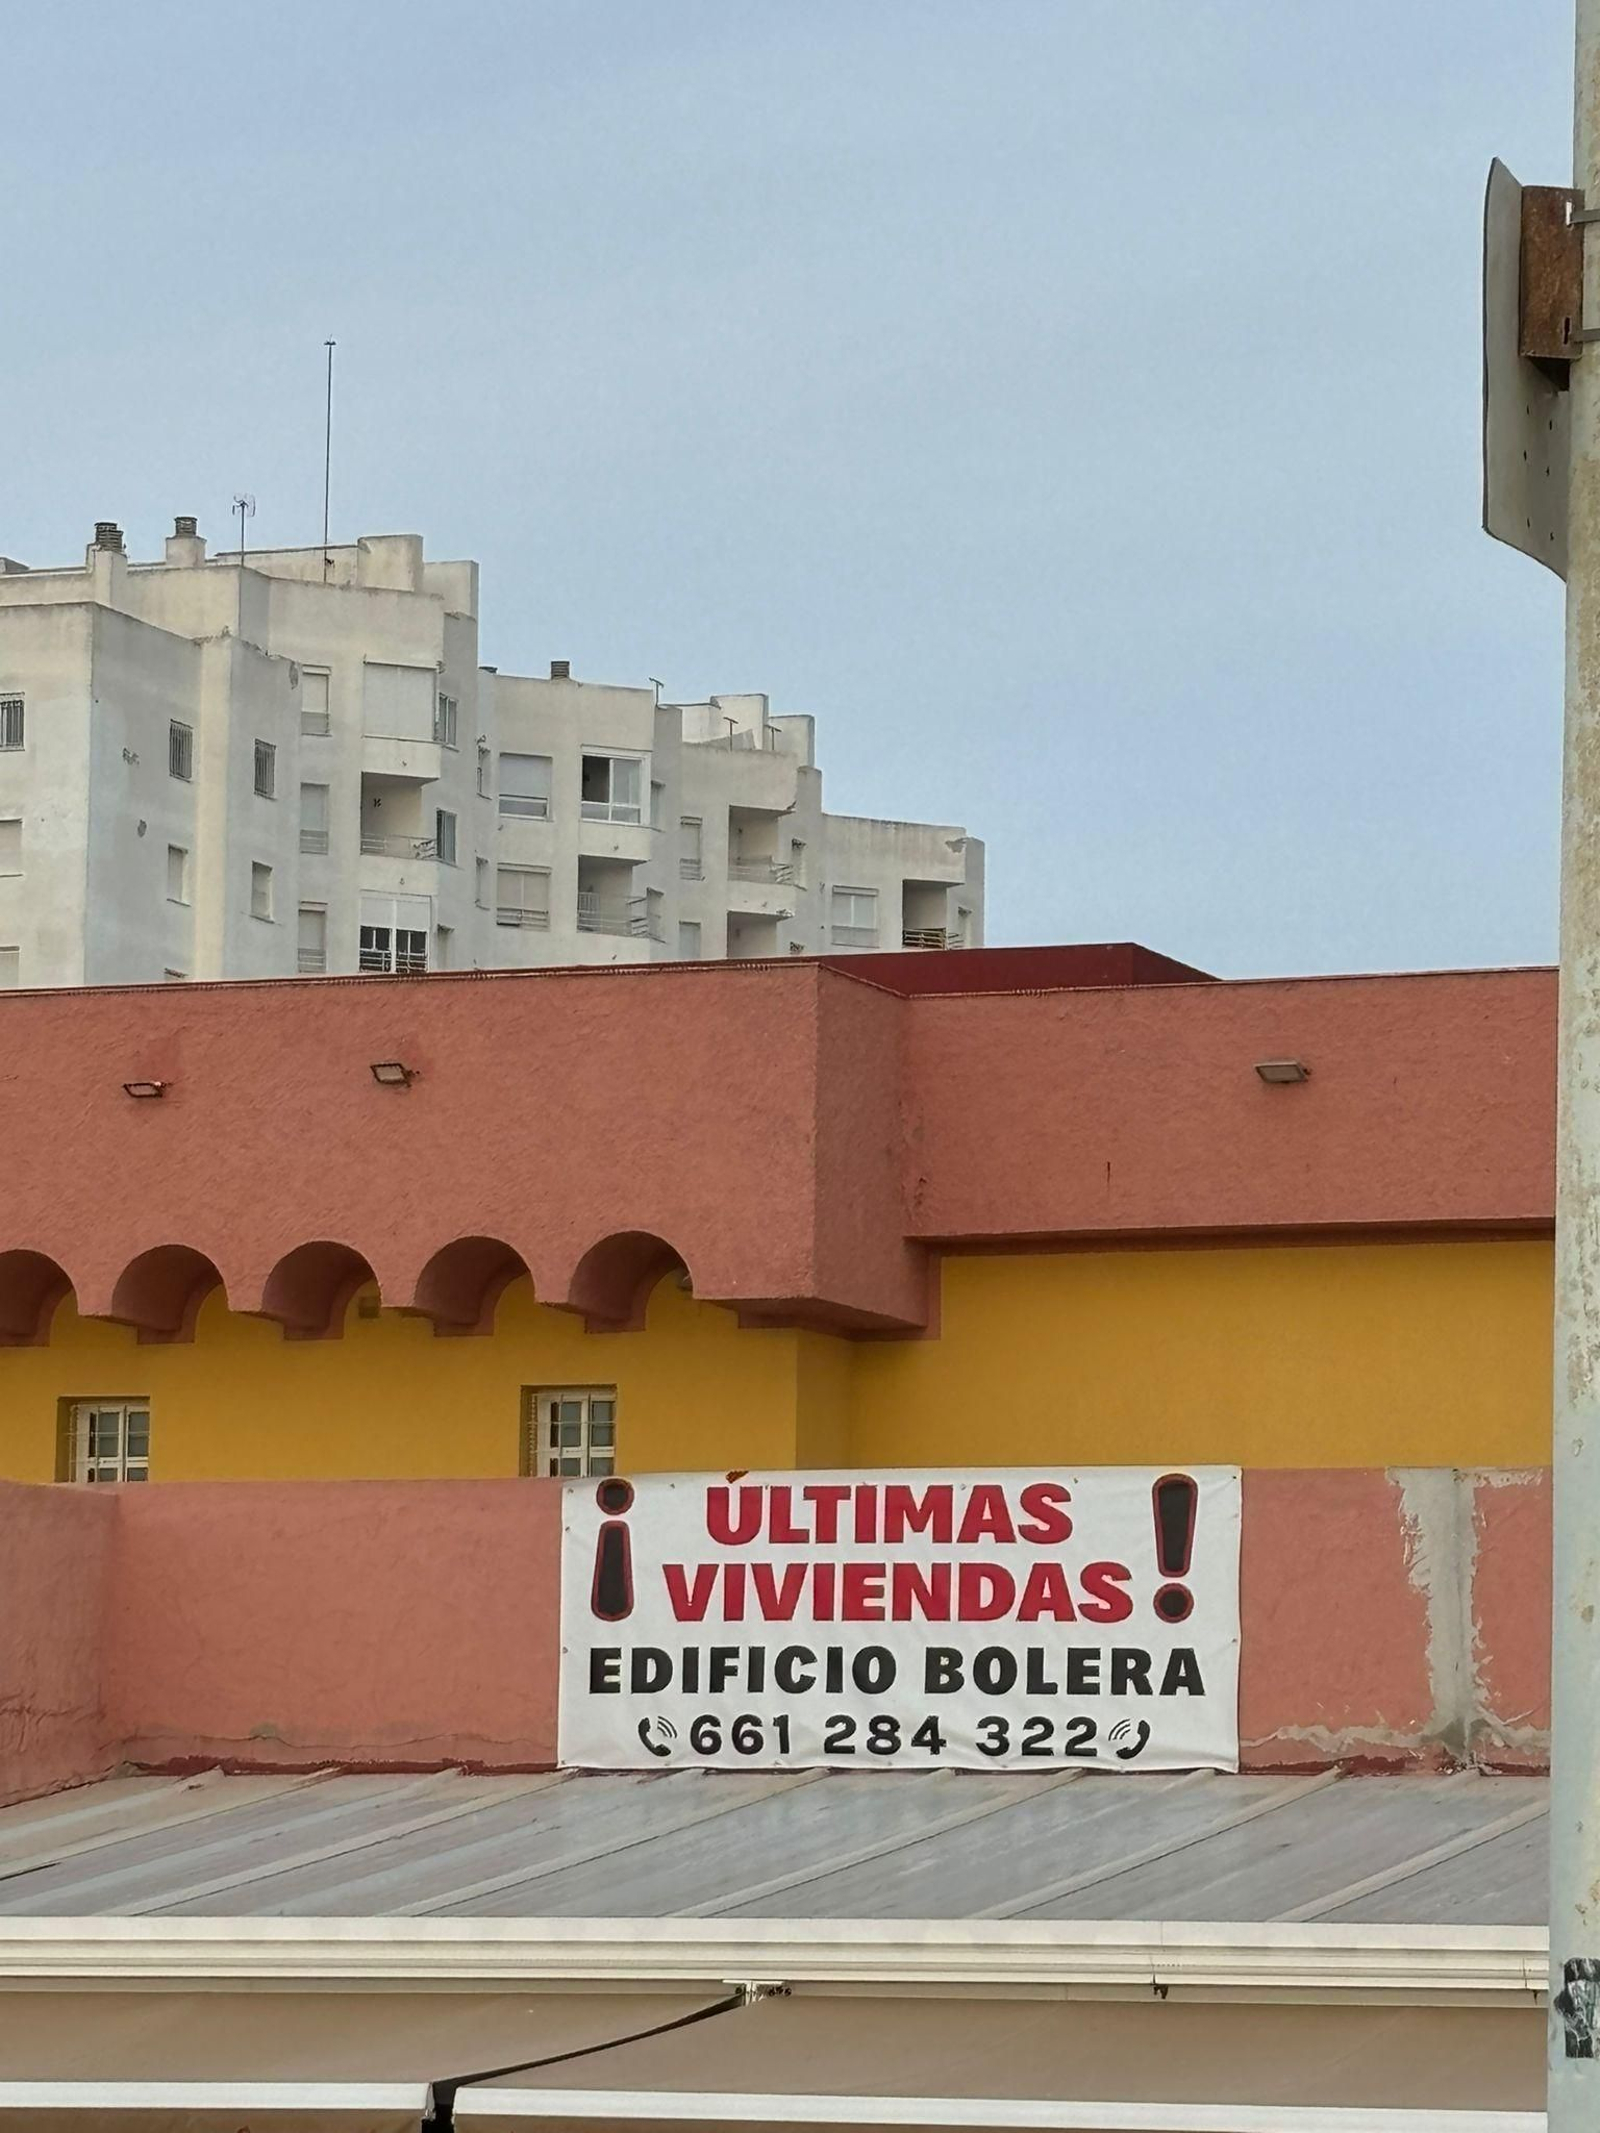 ¡ ÚLTIMAS
VIVIENDAS !
EDIFICIO BOLERA
661 284 322